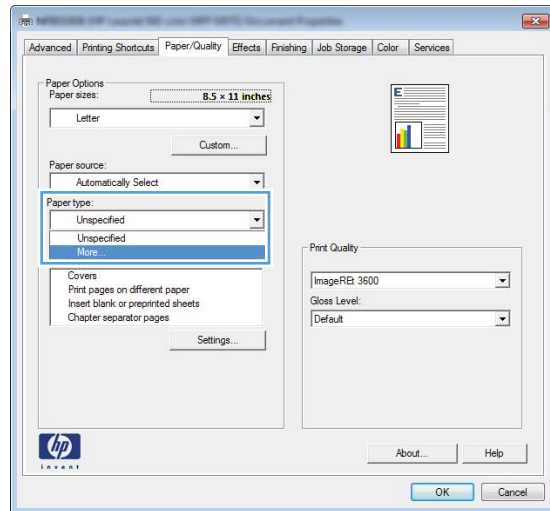 Advanced Printing Shortcuts Paper/Quality Effects Finishing Job Storage Color Services
Paper Options
Paper sizes: 8.5 × 11 inches
Letter
Custom...
Paper source:
Automatically Select
Paper type:
Unspecified
Unspecified
More...
Covers
Print pages on different paper
Insert blank or preprinted sheets
Chapter separator pages
Settings...
E
Print Quality
ImageREt 3600
Gloss Level:
Default
hp
invent
About... Help
OK Cancel